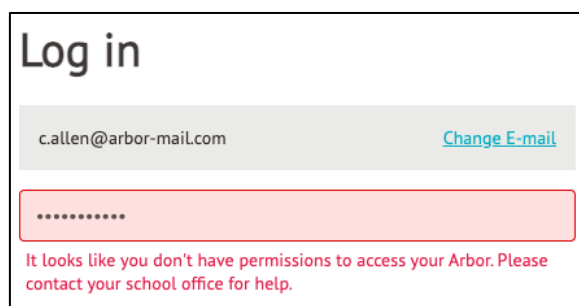 Log in
c.allen@arbor-mail.com Change E-mail
•••••••••••
It looks like you don't have permissions to access your Arbor. Please
contact your school office for help.